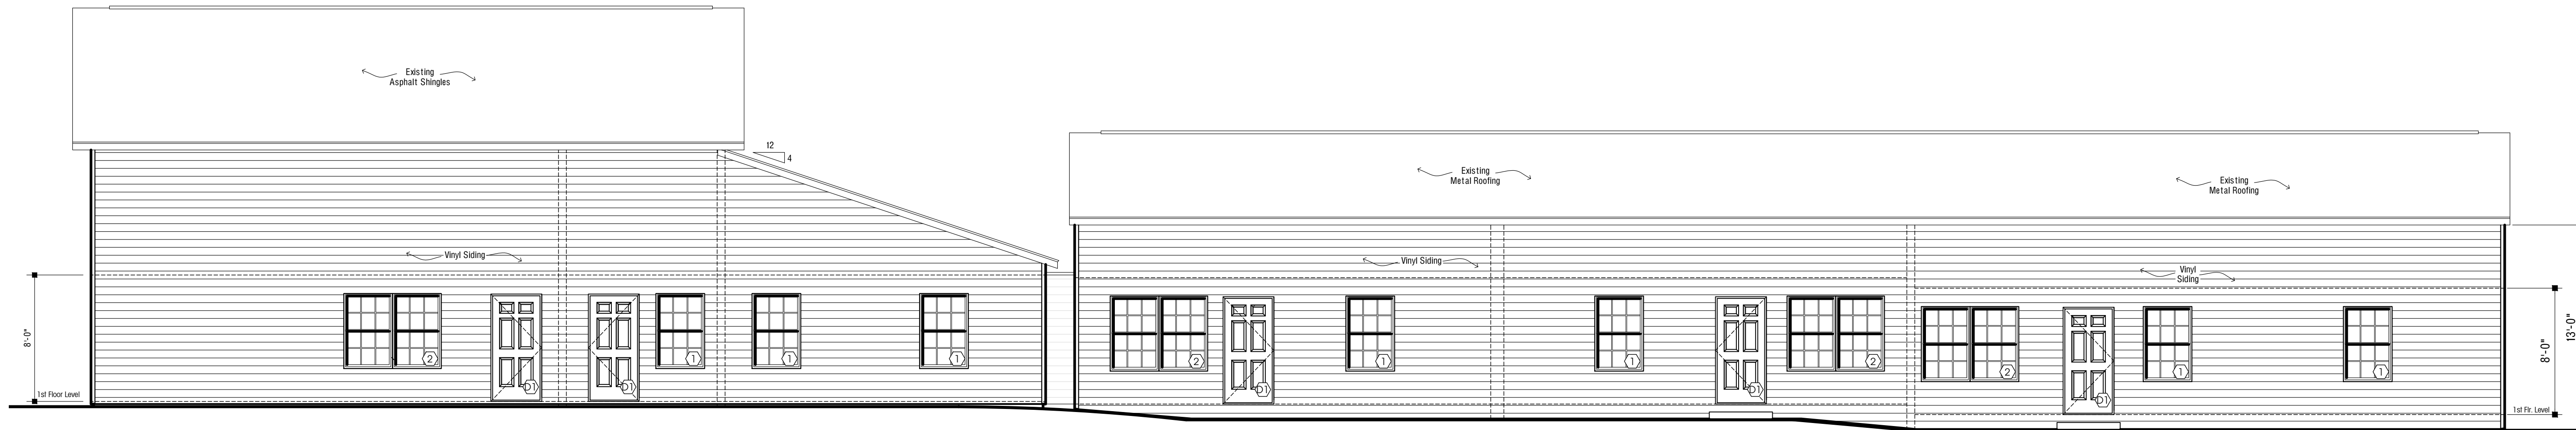 Existing
Asphalt Shingles
12
4
Existing
Metal Roofing
Existing
Metal Roofing
Vinyl Siding
Vinyl Siding
Vinyl
Siding
8'-0"
2
D1
D1
1
1
1
2
D1
1
1
D1
2
2
D1
1
1
8'-0"
13'-0"
1st Floor Level
1st Flr. Level